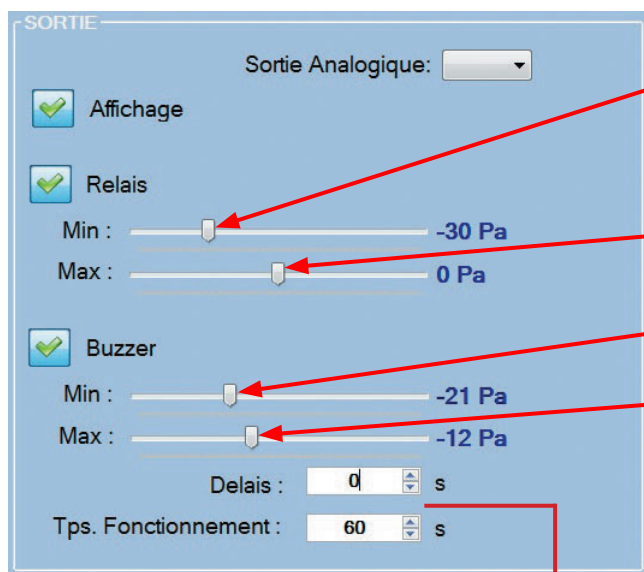 SORTIE
Sortie Analogique:
Affichage
Relais
Min : -30 Pa
Max : 0 Pa
Buzzer
Min : -21 Pa
Max : -12 Pa
Delais : 0 s
Tps. Fonctionnement : 60 s